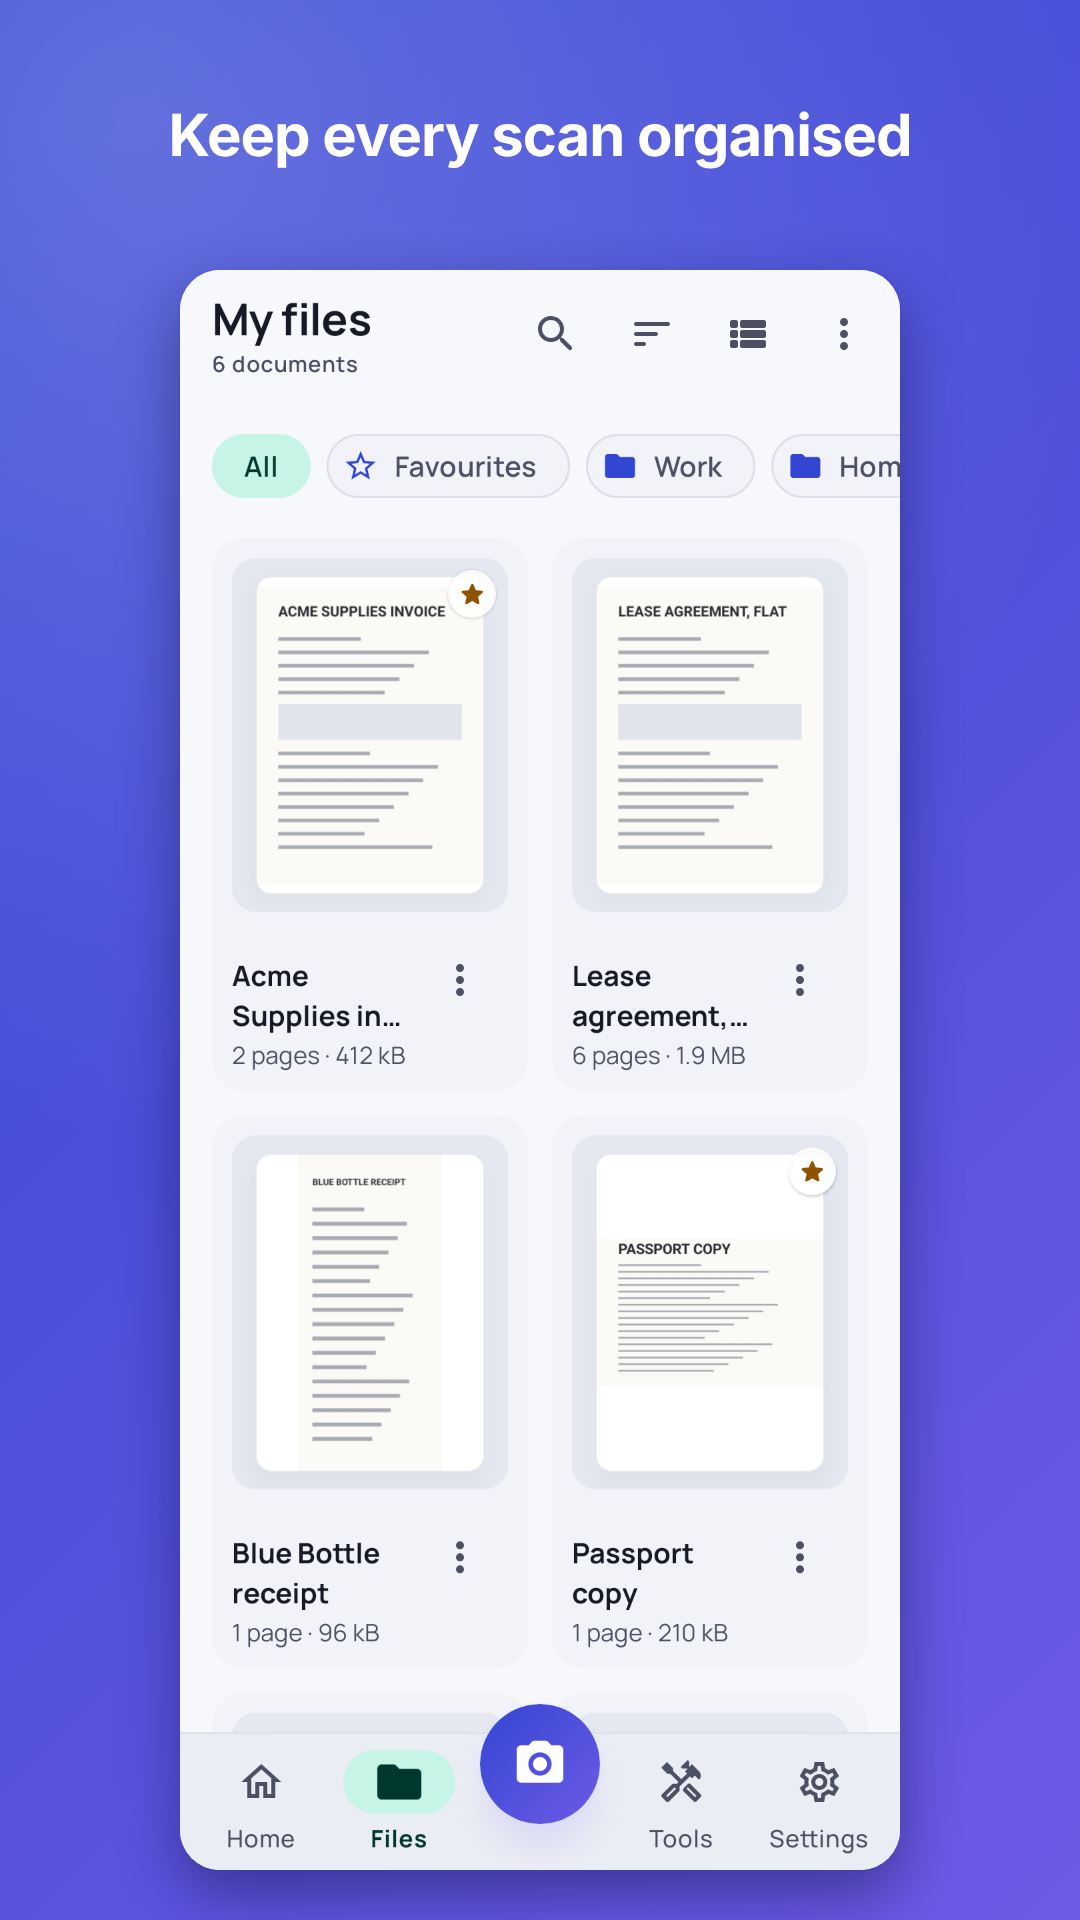 Keep every scan organised
My files
6 documents
All
Favourites
Work
Hom
ACME SUPPLIES INVOICE
LEASE AGREEMENT, FLAT
Acme
Supplies in…
2 pages · 412 kB
Lease
agreement,…
6 pages · 1.9 MB
BLUE BOTTLE RECEIPT
PASSPORT COPY
Blue Bottle
receipt
1 page · 96 kB
Passport
copy
1 page · 210 kB
Home
Files
Tools
Settings